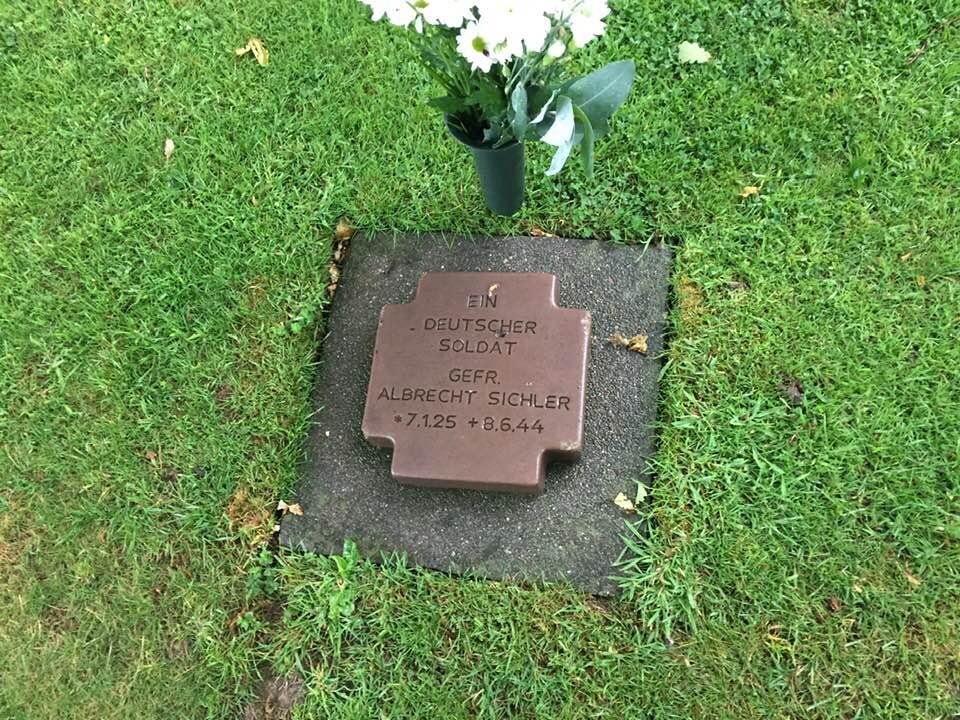 EIN
DEUTSCHER
SOLDAT
GEFR.
ALBRECHT SICHLER
*7.1.25 +8.6.44